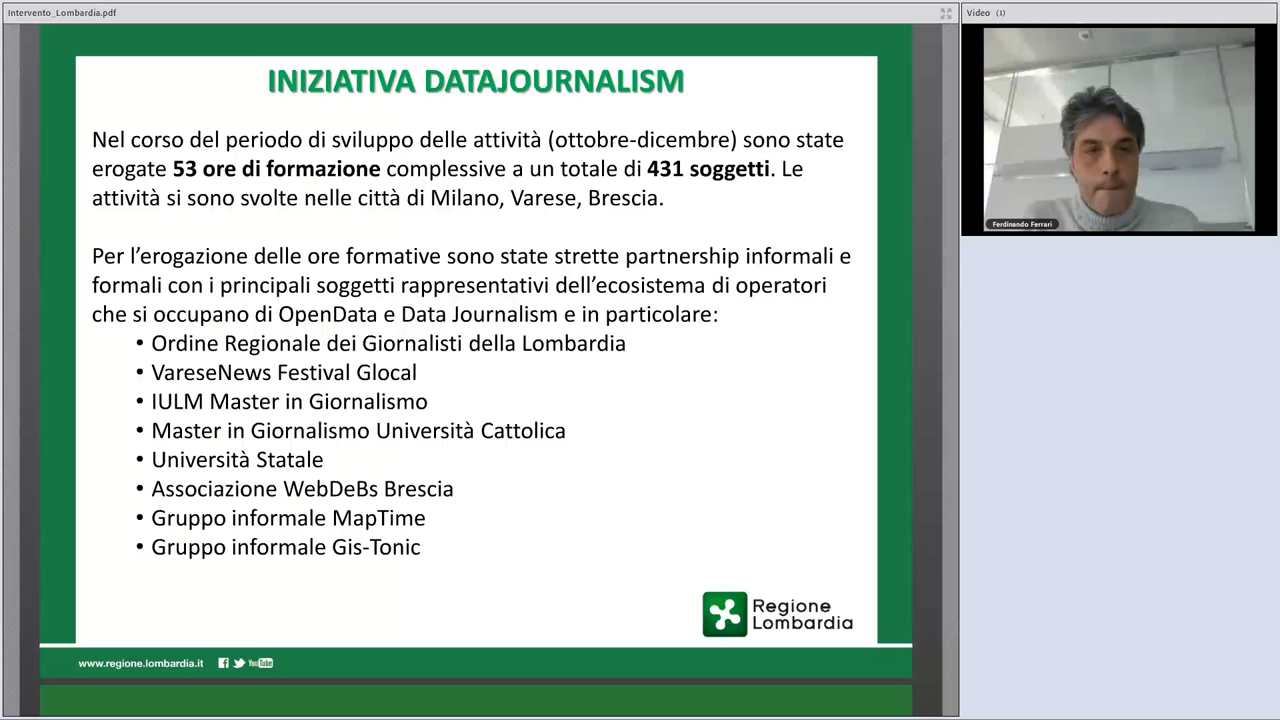 Intervento_Lombardia.pdf
Video (1)
INIZIATIVA DATAJOURNALISM
Nel corso del periodo di sviluppo delle attività (ottobre-dicembre) sono state
erogate 53 ore di formazione complessive a un totale di 431 soggetti. Le
attività si sono svolte nelle città di Milano, Varese, Brescia.
Per l’erogazione delle ore formative sono state strette partnership informali e
formali con i principali soggetti rappresentativi dell’ecosistema di operatori
che si occupano di OpenData e Data Journalism e in particolare:
• Ordine Regionale dei Giornalisti della Lombardia
• VareseNews Festival Glocal
• IULM Master in Giornalismo
• Master in Giornalismo Università Cattolica
• Università Statale
• Associazione WebDeBs Brescia
• Gruppo informale MapTime
• Gruppo informale Gis-Tonic
Regione
Lombardia
www.regione.lombardia.it
YouTube
Ferdinando Ferrari